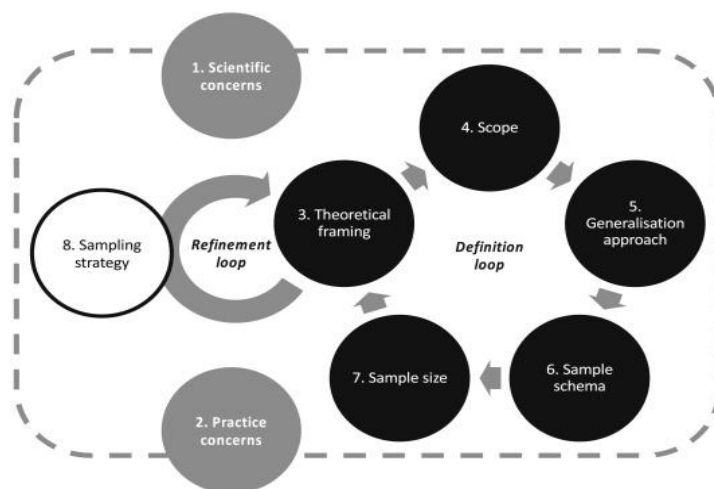 1. Scientific
concerns
4. Scope
3. Theoretical
framing
5.
Generalisation
approach
8. Sampling
strategy
Refinement
loop
Definition
loop
7. Sample size
6. Sample
schema
2. Practice
concerns